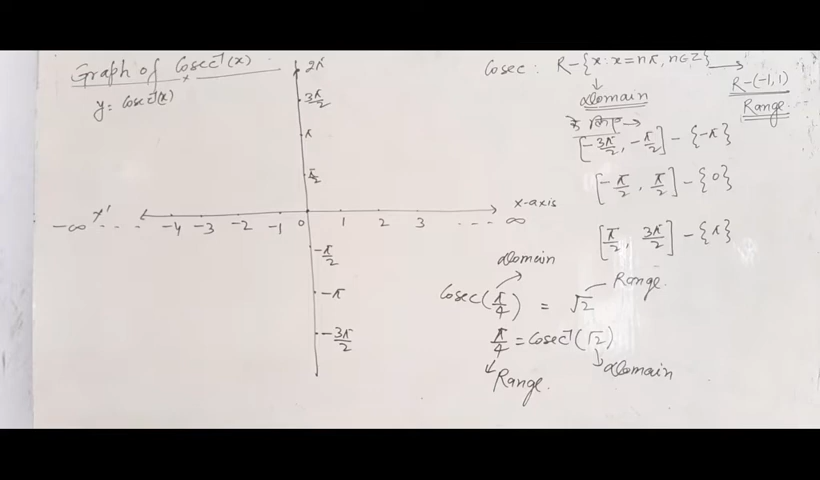 Graph of Cosec⁻¹(x)
y = Cosec⁻¹(x)
2π
3π/2
π
π/2
x-axis
-∞ x' -4 -3 -2 -1 0 1 2 3 ∞
-π/2
-π
-3π/2
Cosec : R-{x : x = nπ, n∈Z} → R-(-1,1)
Domain
Range
[-3π/2, -π/2] - {-π}
[-π/2, π/2] - {0}
[π/2, 3π/2] - {π}
Domain
Range.
Cosec(π/4) = √2
π/4 = Cosec⁻¹(√2)
Range.
Domain